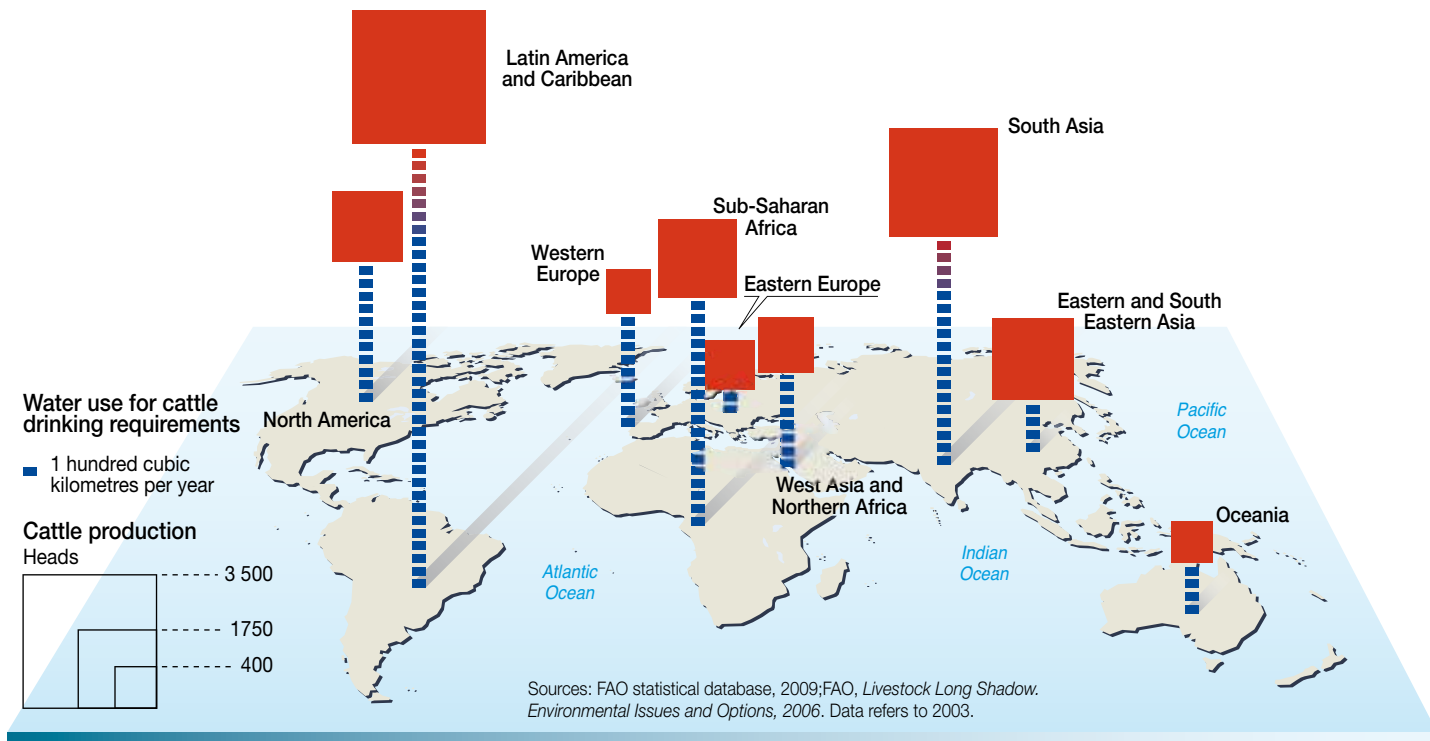 Latin America
and Caribbean
South Asia
Sub-Saharan
Africa
Western
Europe
Eastern Europe
Eastern and South
Eastern Asia
Water use for cattle
drinking requirements
1 hundred cubic
kilometres per year
North America
Pacific
Ocean
West Asia and
Northern Africa
Oceania
Cattle production
Heads
3 500
1750
400
Atlantic
Ocean
Indian
Ocean
Sources: FAO statistical database, 2009;FAO, Livestock Long Shadow.
Environmental Issues and Options, 2006. Data refers to 2003.